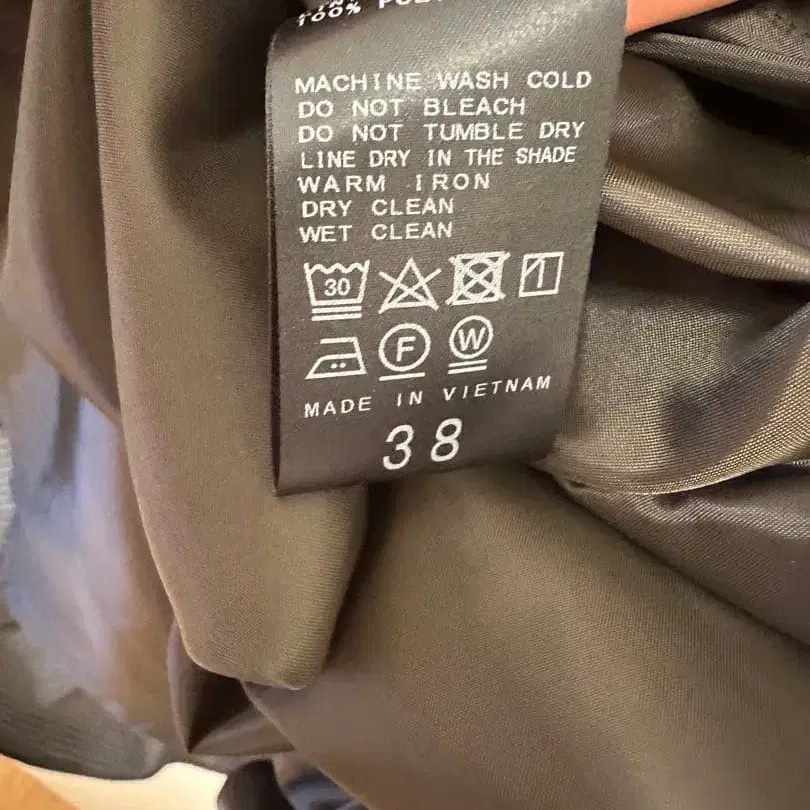 100%
MACHINE WASH COLD
DO NOT BLEACH
DO NOT TUMBLE DRY
LINE DRY IN THE SHADE
WARM IRON
DRY CLEAN
WET CLEAN
30
F W
MADE IN VIETNAM
38